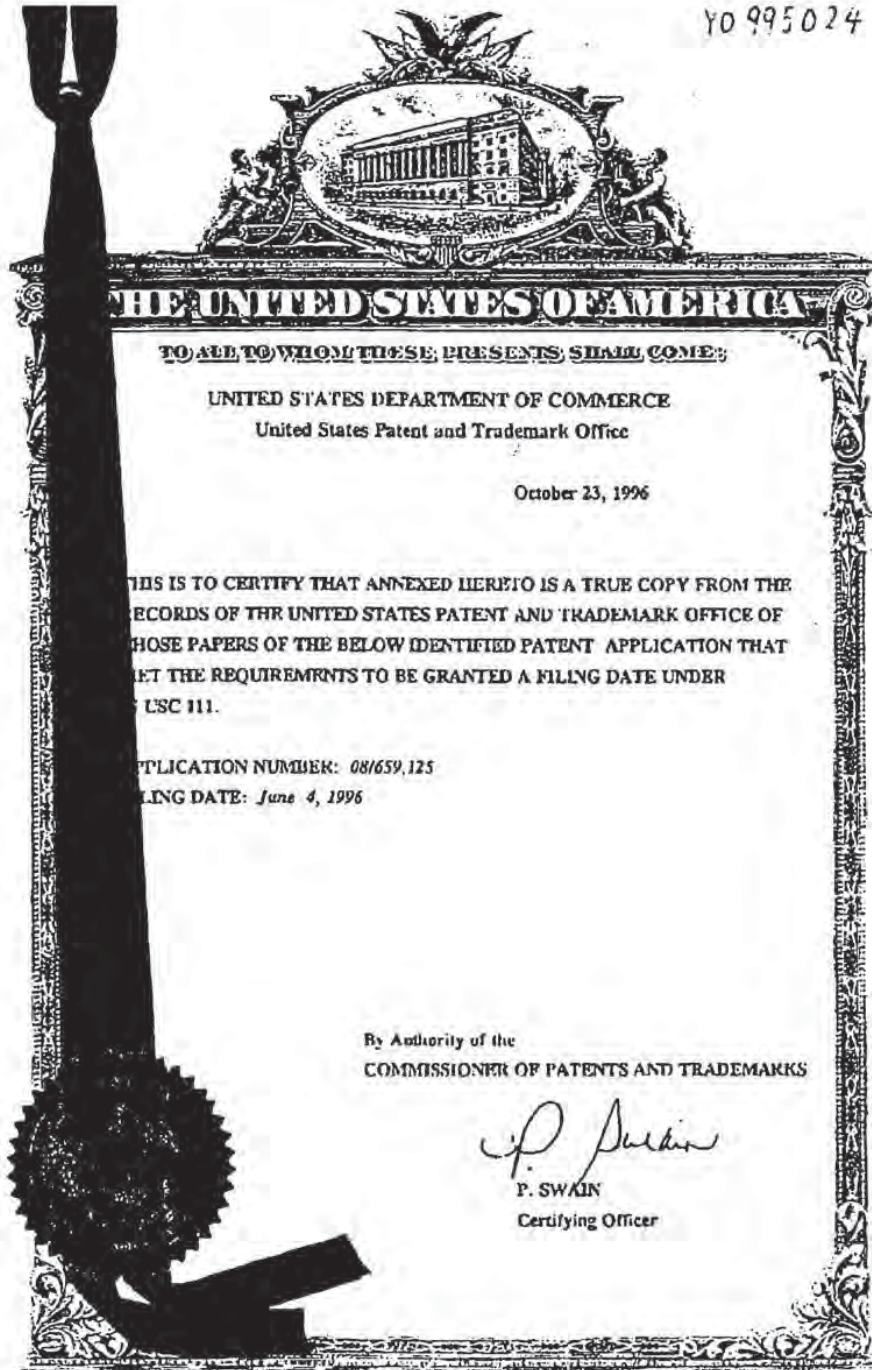 YO 995024
THE UNITED STATES OF AMERICA
TO ALL TO WHOM THESE PRESENTS SHALL COME:
UNITED STATES DEPARTMENT OF COMMERCE
United States Patent and Trademark Office
October 23, 1996
THIS IS TO CERTIFY THAT ANNEXED HERETO IS A TRUE COPY FROM THE
ECORDS OF THR UNITED STATES PATENT AND TRADEMARK OFFICE OF
HOSE PAPERS OF THE BELOW IDENTIFIED PATENT APPLICATION THAT
ET THE REQUIREMENTS TO BE GRANTED A FILING DATE UNDER
USC 111.
PPLICATION NUMBER: 08/659,125
LING DATE: June 4, 1996
By Authority of the
COMMISSIONER OF PATENTS AND TRADEMARKS
P. Swain
P. SWAIN
Certifying Officer